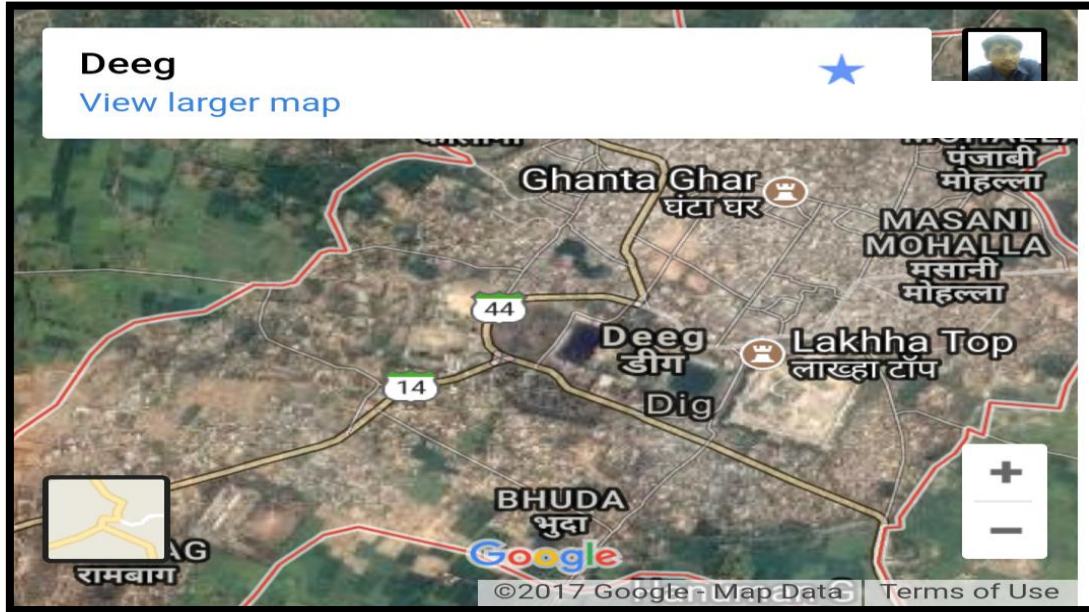 Deeg
View larger map
पंजाबी
मोहल्ला
Ghanta Ghar
घंटा घर
MASANI
MOHALLA
मसानी
मोहल्ला
44
Deeg
डीग
Lakhha Top
लाख्हा टॉप
14
Dig
BHUDA
भुदा
रामबाग
Google
©2017 Google - Map Data
Terms of Use